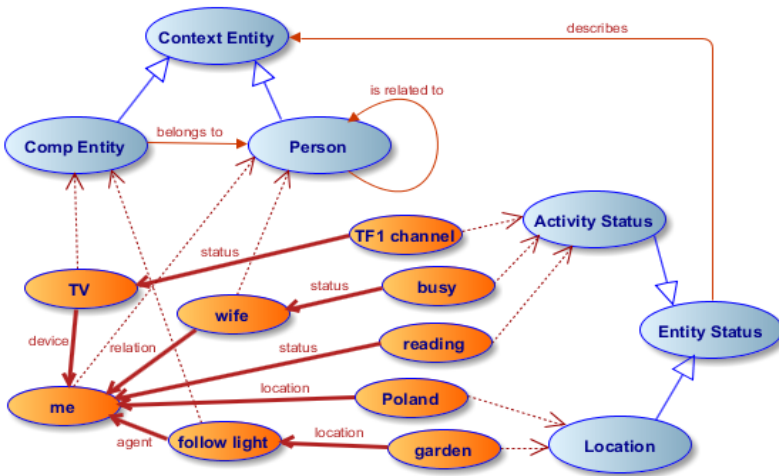 describes
Context Entity
is related to
Comp Entity
belongs to
Person
TF1 channel
Activity Status
status
TV
status
busy
wife
Entity Status
device
relation
status
reading
location
Poland
me
agent
follow light
location
garden
Location